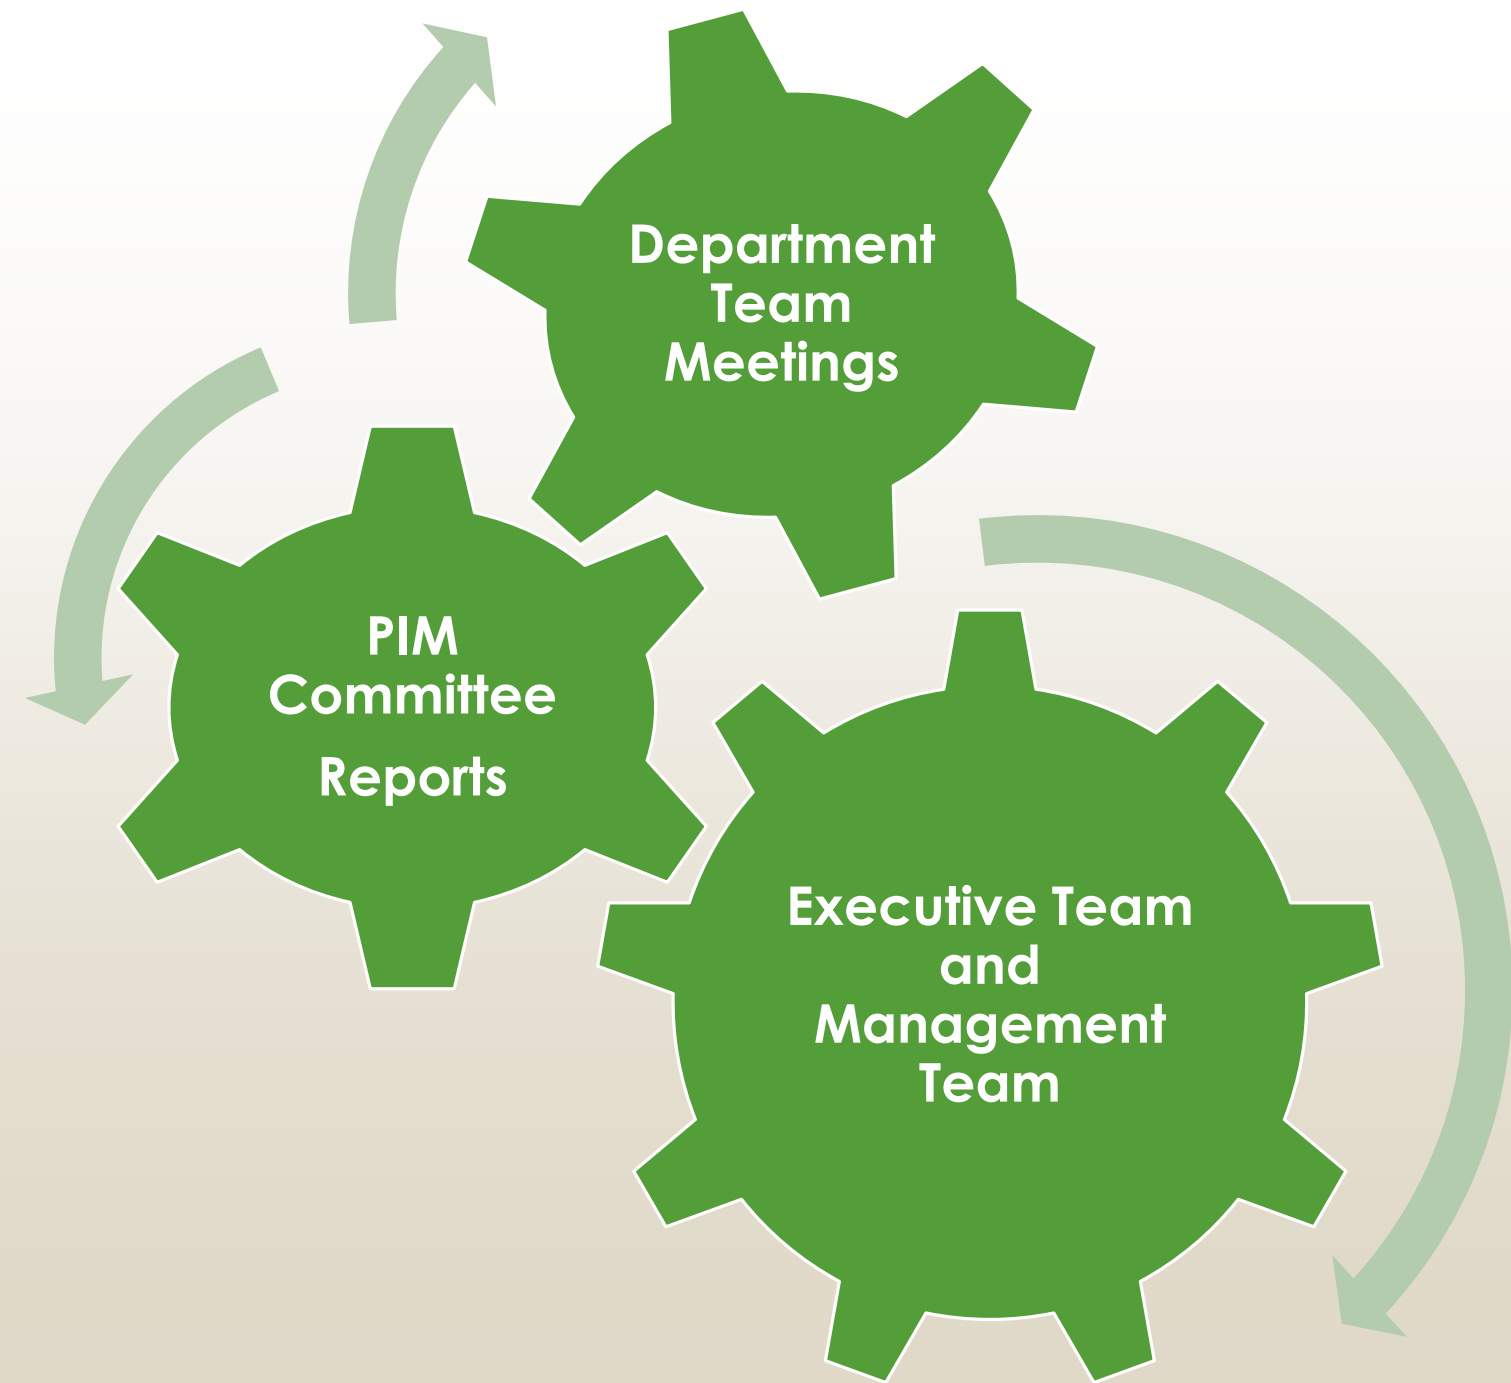 Department
Team
Meetings
PIM
Committee
Reports
Executive Team
and
Management
Team